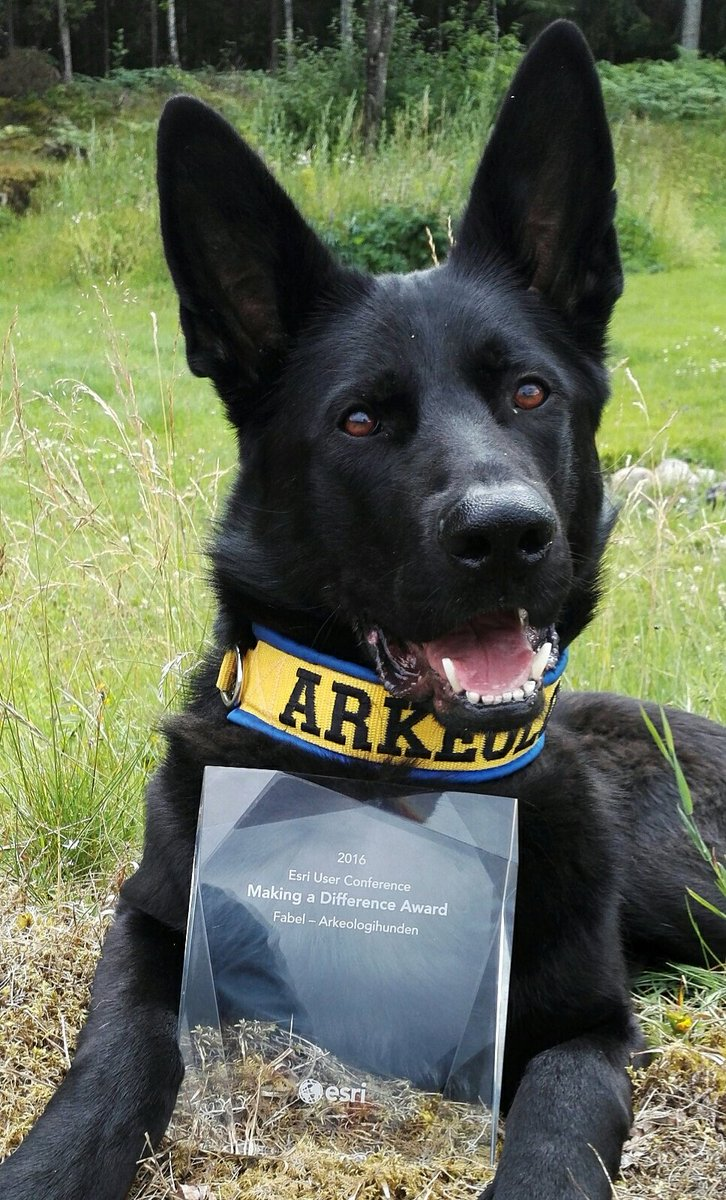 ARKEOL
2016
Esri User Conference
Making a Difference Award
Fabel – Arkeologihunden
esri